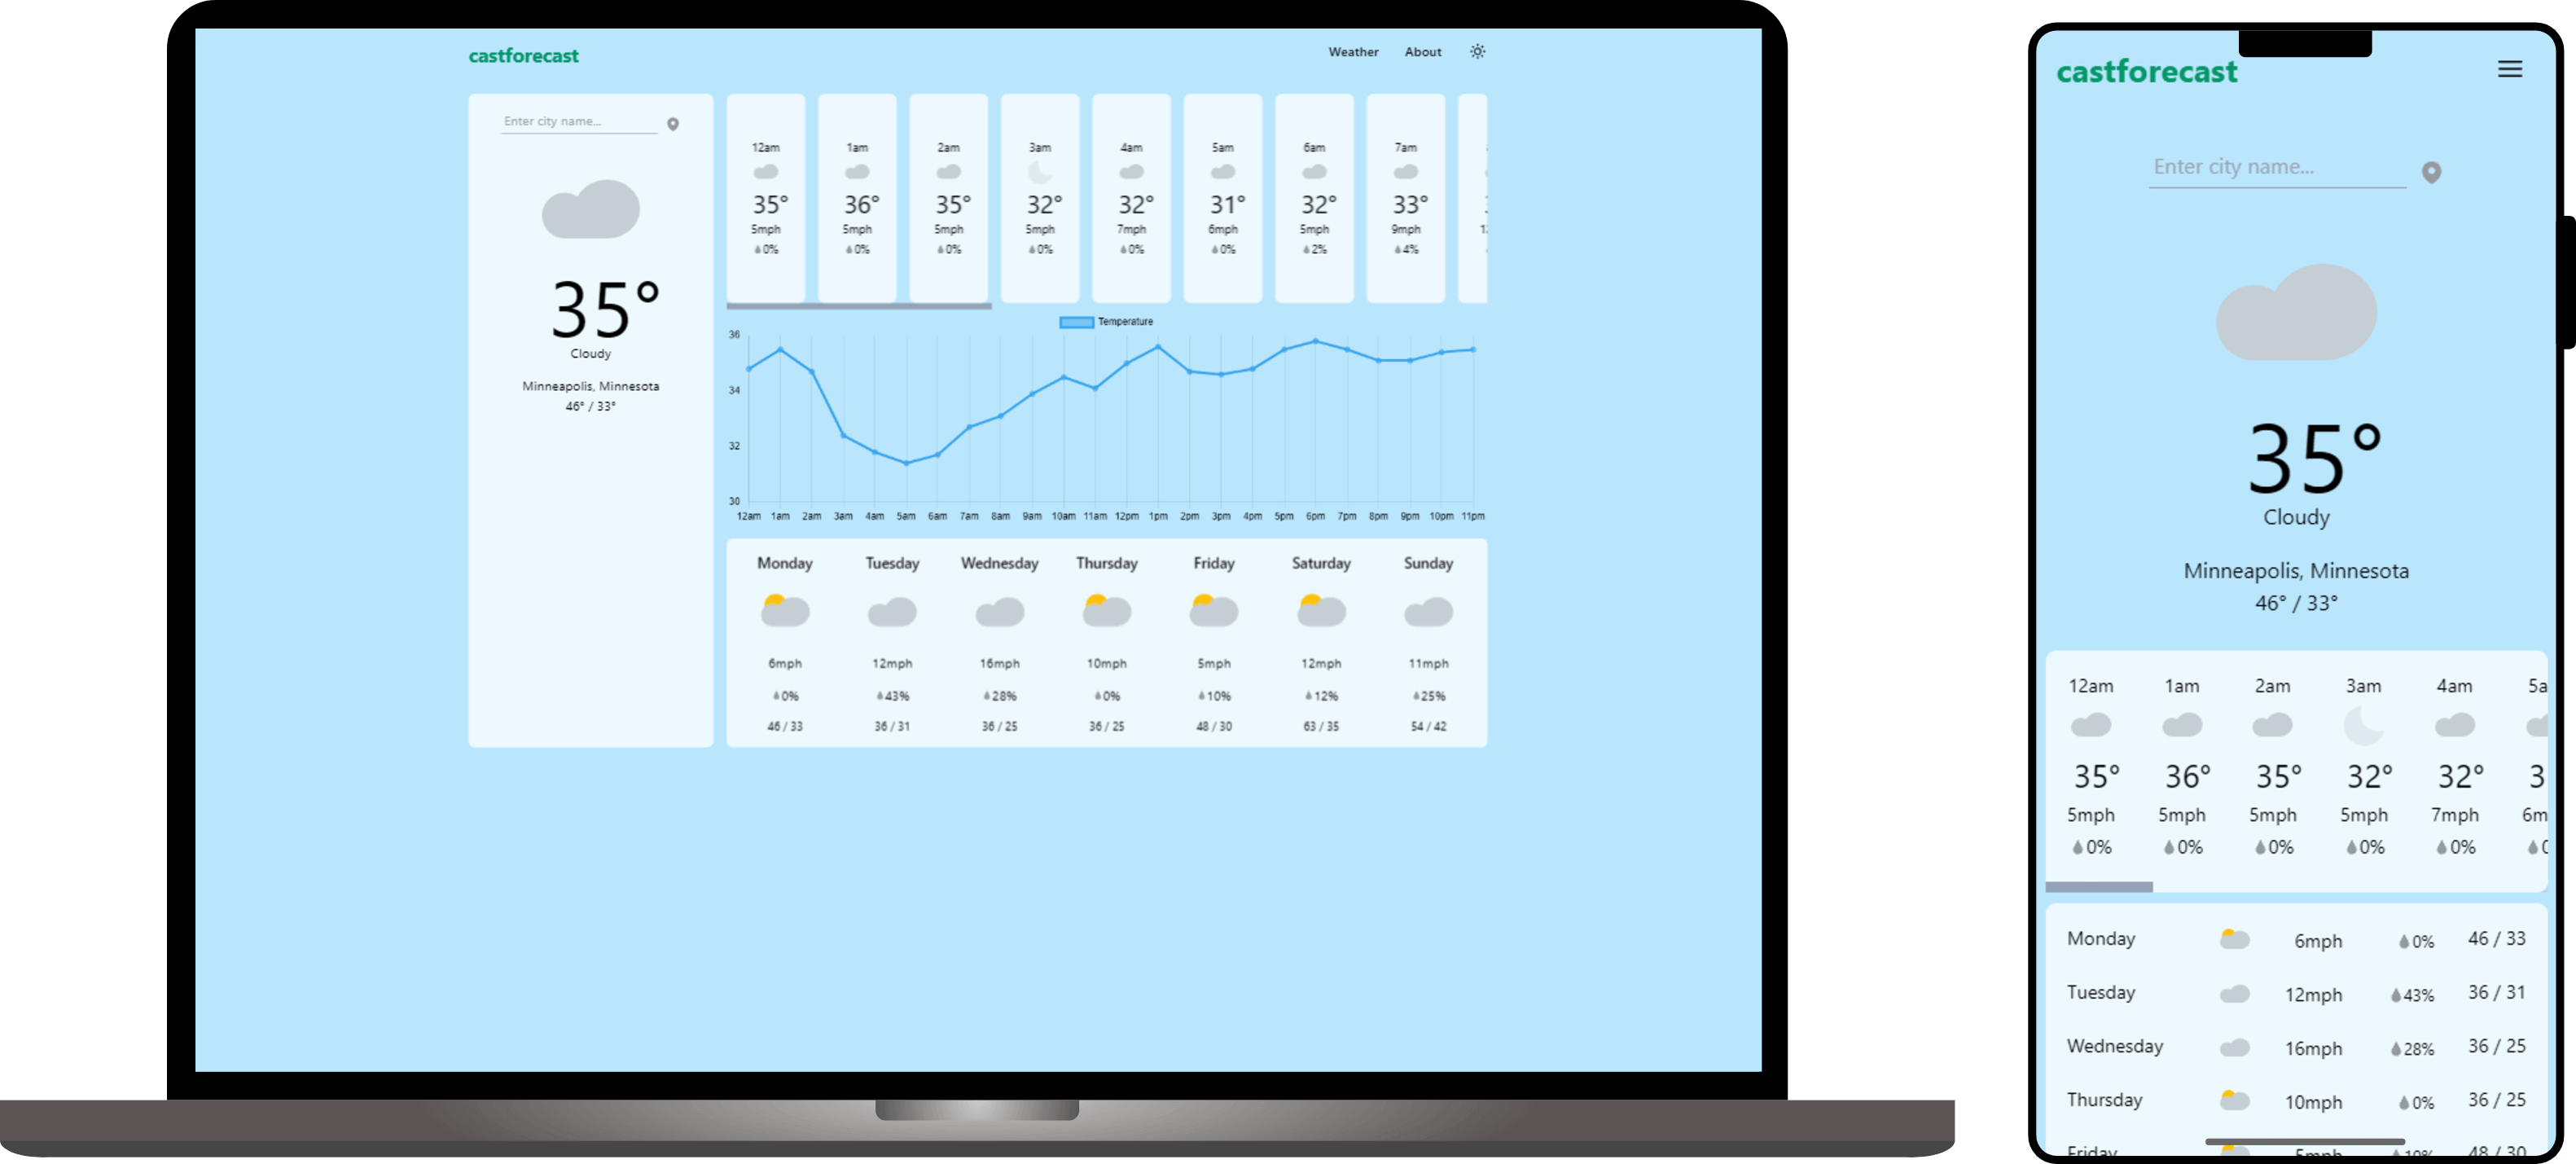 castforecast
Weather About
Enter city name...
35°
Cloudy
Minneapolis, Minnesota
46° / 33°
12am 1am 2am 3am 4am 5am 6am 7am
35° 36° 35° 32° 32° 31° 32° 33°
5mph 5mph 5mph 5mph 7mph 6mph 5mph 9mph
0% 0% 0% 0% 0% 0% 2% 4%
Temperature
36
34
32
30
12am 1am 2am 3am 4am 5am 6am 7am 8am 9am 10am 11am 12pm 1pm 2pm 3pm 4pm 5pm 6pm 7pm 8pm 9pm 10pm 11pm
Monday Tuesday Wednesday Thursday Friday Saturday Sunday
6mph 12mph 16mph 10mph 5mph 12mph 11mph
0% 43% 28% 0% 10% 12% 25%
46 / 33 36 / 31 36 / 25 36 / 25 48 / 30 63 / 35 54 / 42
castforecast
Enter city name...
35°
Cloudy
Minneapolis, Minnesota
46° / 33°
12am 1am 2am 3am 4am 5a
35° 36° 35° 32° 32° 3
5mph 5mph 5mph 5mph 7mph 6m
0% 0% 0% 0% 0%
Monday 6mph 0% 46 / 33
Tuesday 12mph 43% 36 / 31
Wednesday 16mph 28% 36 / 25
Thursday 10mph 0% 36 / 25
Friday 5mph 10% 48 / 30